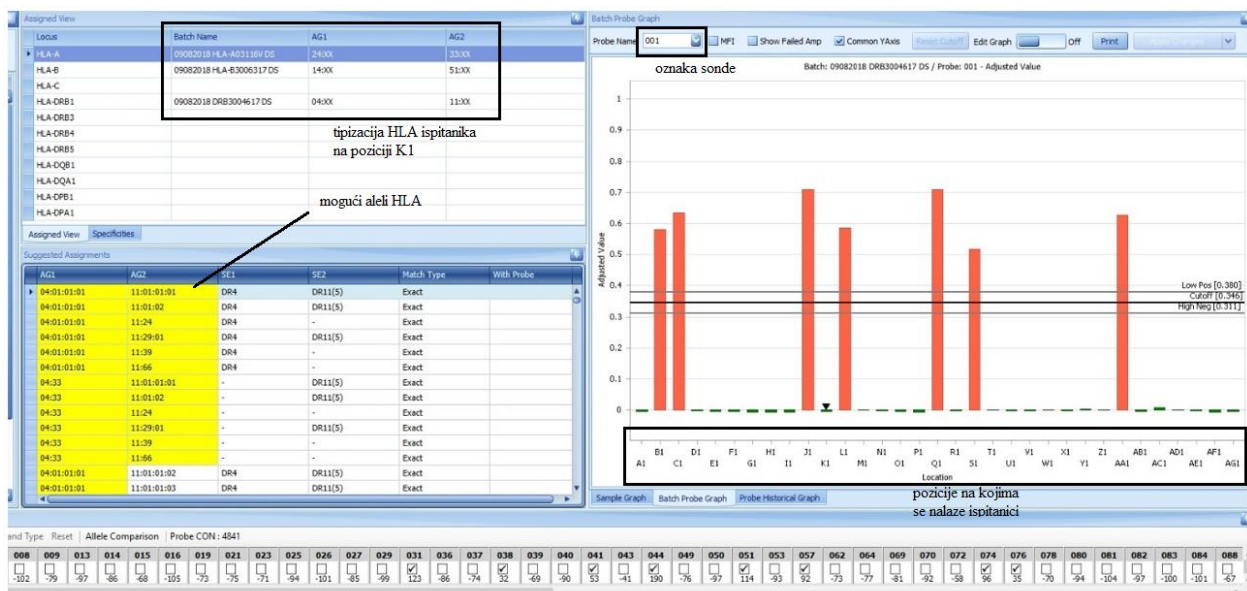 Assigned View
Locus Batch Name AG1 AG2
HLA-A 09082018 HLA-A03116V DS 24:XX 33:XX
HLA-B 09082018 HLA-B3006317 DS 14:XX 51:XX
HLA-C
HLA-DRB1 09082018 DRB3004617 DS 04:XX 11:XX
HLA-DRB3
HLA-DRB4
HLA-DRB5
HLA-DQB1
HLA-DQA1
HLA-DPB1
HLA-DPA1
tipizacija HLA ispitanika
na poziciji K1
mogući aleli HLA
Assigned View Specificities
Suggested Assignments
AG1 AG2 SE1 SE2 Match Type With Probe
04:01:01:01 11:01:01:01 DR4 DR11(5) Exact
04:01:01:01 11:01:02 DR4 DR11(5) Exact
04:01:01:01 11:24 DR4 - Exact
04:01:01:01 11:29:01 DR4 DR11(5) Exact
04:01:01:01 11:39 DR4 - Exact
04:01:01:01 11:66 DR4 - Exact
04:33 11:01:01:01 - DR11(5) Exact
04:33 11:01:02 - DR11(5) Exact
04:33 11:24 - - Exact
04:33 11:29:01 - DR11(5) Exact
04:33 11:39 - - Exact
04:33 11:66 - - Exact
04:01:01:01 11:01:01:02 DR4 DR11(5) Exact
04:01:01:01 11:01:01:03 DR4 DR11(5) Exact
Batch Probe Graph
Probe Name 001 MFI Show Failed Amp Common YAxis Reset Cutoff Edit Graph Off Print
oznaka sonde
Batch: 09082018 DRB3004617 DS / Probe: 001 - Adjusted Value
Adjusted Value
1
0.9
0.8
0.7
0.6
0.5
0.4
0.3
0.2
0.1
0
Low Pos [0.380]
Cutoff [0.346]
High Neg [0.311]
B1 D1 F1 H1 J1 L1 N1 P1 R1 T1 V1 X1 Z1 AB1 AD1 AF1
A1 C1 E1 G1 I1 K1 M1 O1 Q1 S1 U1 W1 Y1 AA1 AC1 AE1 AG1
Location
Sample Graph Batch Probe Graph Probe Historical Graph
pozicije na kojima
se nalaze ispitanici
and Type Reset Allele Comparison Probe CON : 4841
008 009 013 014 015 016 019 021 023 025 026 027 029 031 036 037 038 039 040 041 043 044 049 050 051 053 057 062 064 069 070 072 074 076 078 080 081 082 083 084 088
-102 -79 -97 -86 -68 -105 -73 -75 -71 -94 -101 -85 -99 123 -86 -74 32 -69 -90 53 -41 190 -76 -97 114 -93 92 -73 -77 -81 -92 -58 96 35 -70 -94 -104 -97 -100 -101 -67